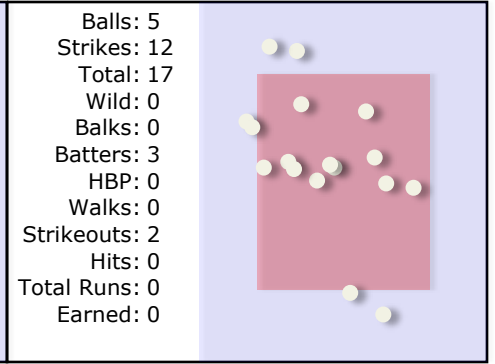 Balls: 5
Strikes: 12
Total: 17
Wild: 0
Balks: 0
Batters: 3
HBP: 0
Walks: 0
Strikeouts: 2
Hits: 0
Total Runs: 0
Earned: 0